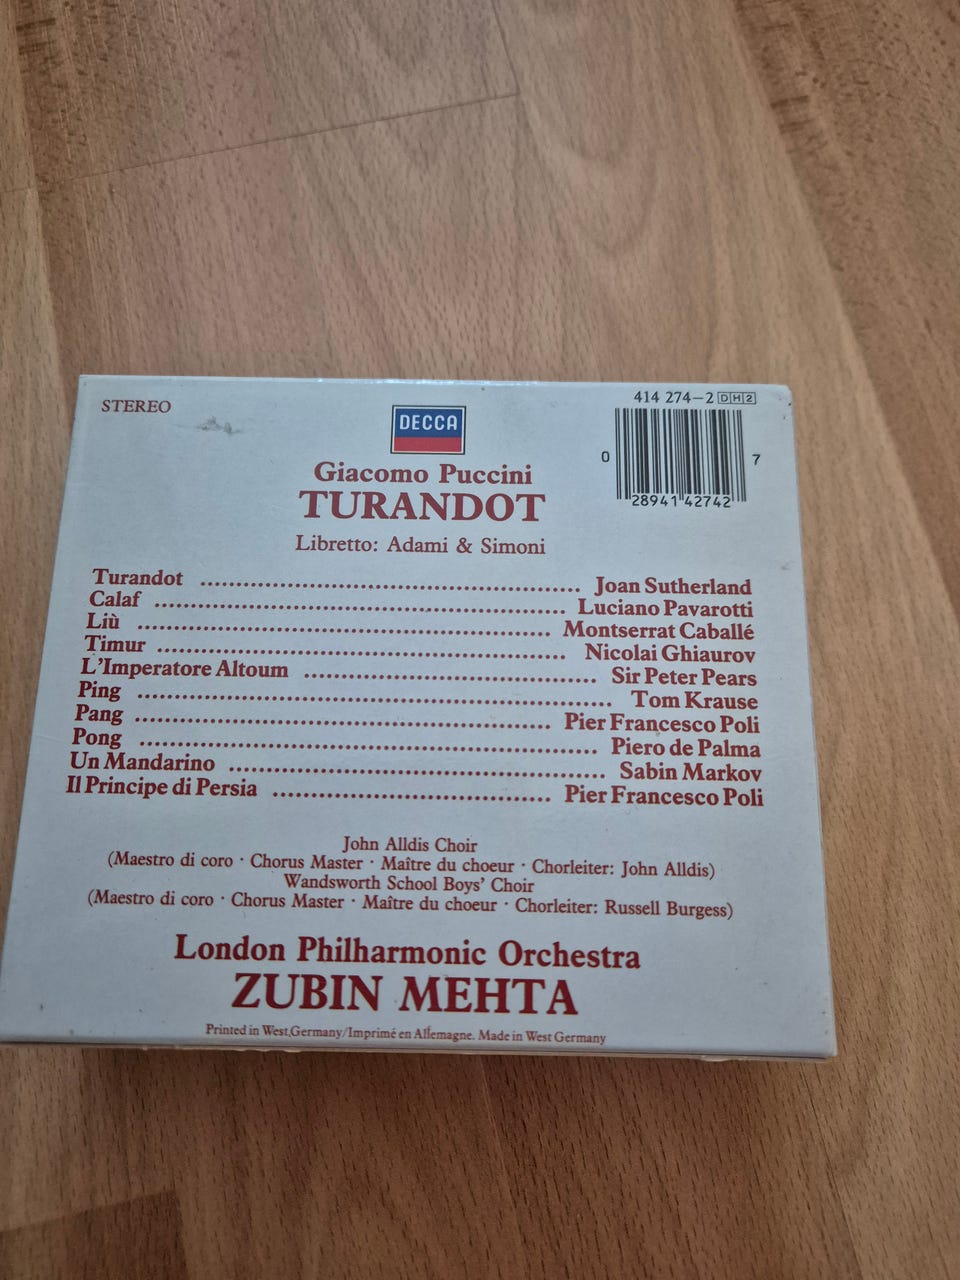 STEREO
DECCA
414 274-2 DH2
0 28941 42742 7
Giacomo Puccini
TURANDOT
Libretto: Adami & Simoni
Turandot ........ Joan Sutherland
Calaf ........ Luciano Pavarotti
Liù ........ Montserrat Caballé
Timur ........ Nicolai Ghiaurov
L'Imperatore Altoum ........ Sir Peter Pears
Ping ........ Tom Krause
Pang ........ Pier Francesco Poli
Pong ........ Piero de Palma
Un Mandarino ........ Sabin Markov
Il Principe di Persia ........ Pier Francesco Poli
John Alldis Choir
(Maestro di coro · Chorus Master · Maître du choeur · Chorleiter: John Alldis)
Wandsworth School Boys' Choir
(Maestro di coro · Chorus Master · Maître du choeur · Chorleiter: Russell Burgess)
London Philharmonic Orchestra
ZUBIN MEHTA
Printed in West Germany/Imprimé en Allemagne. Made in West Germany